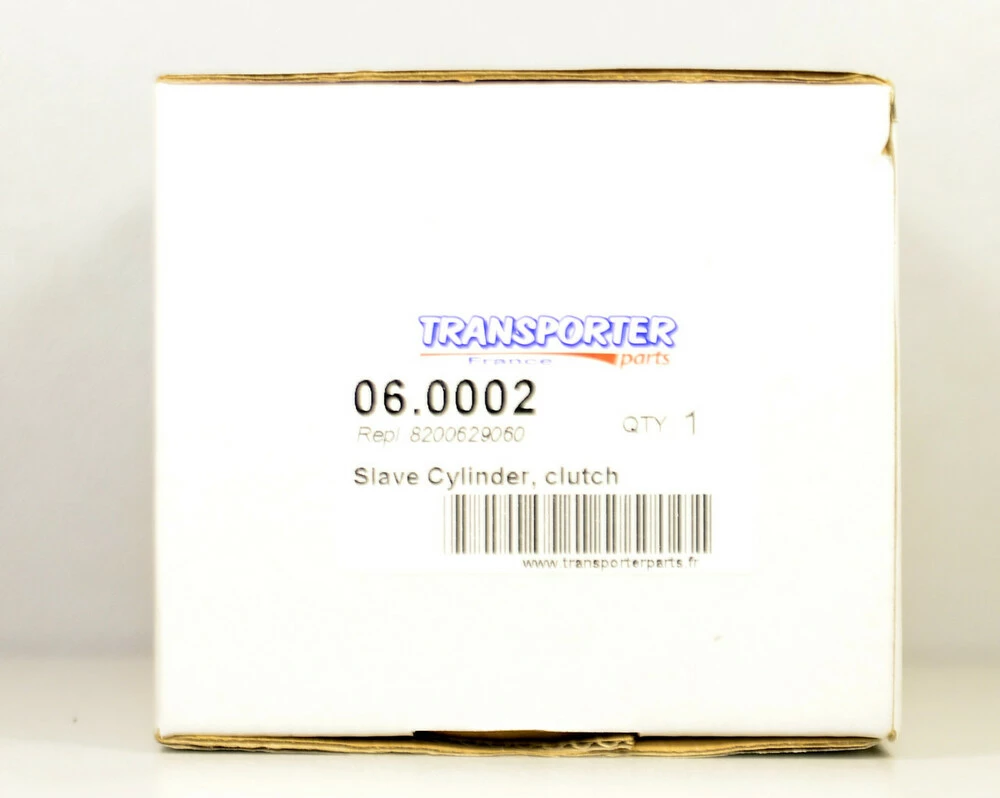 TRANSPORTER
France parts
06.0002
Repl 8200629060
QTY 1
Slave Cylinder, clutch
www.transporterparts.fr